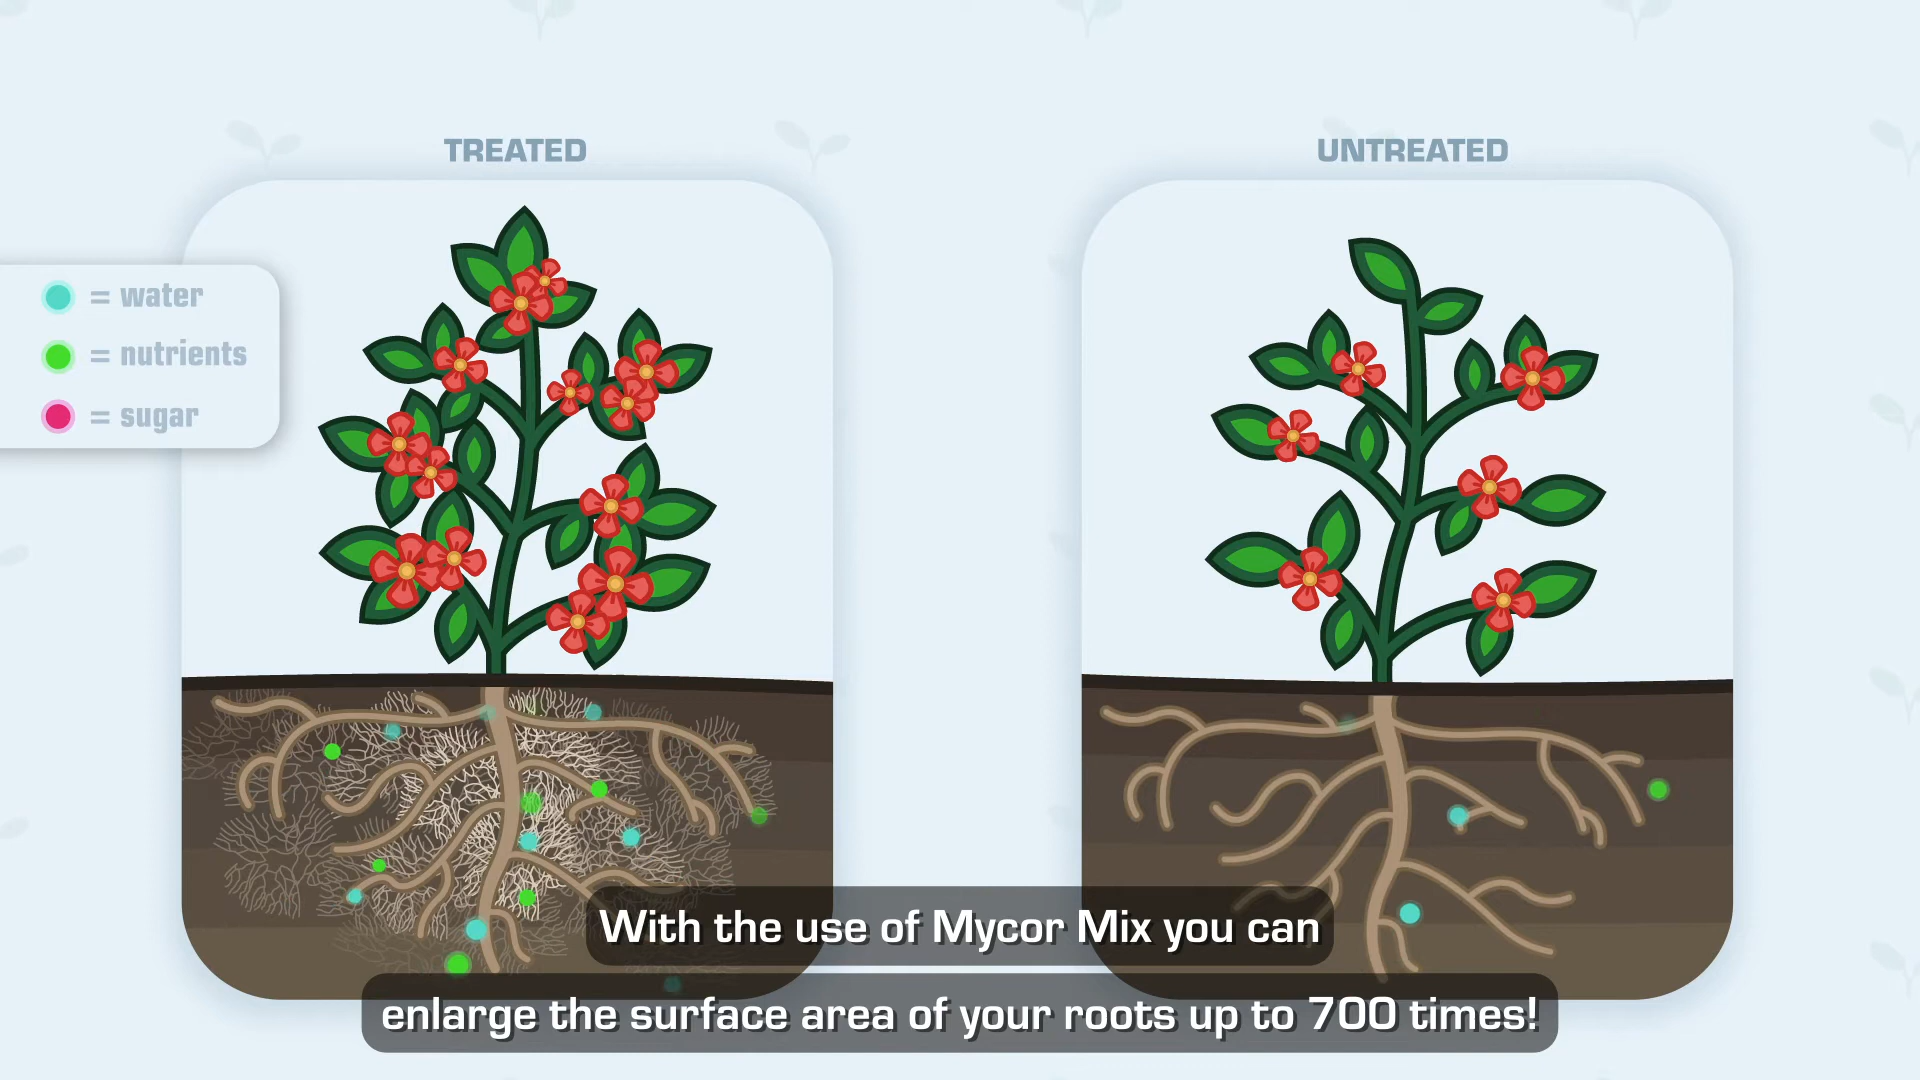 TREATED
UNTREATED
= water
= nutrients
= sugar
With the use of Mycor Mix you can
enlarge the surface area of your roots up to 700 times!